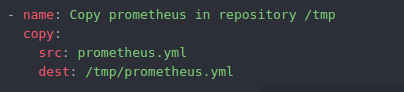 - name: Copy prometheus in repository /tmp
  copy:
    src: prometheus.yml
    dest: /tmp/prometheus.yml